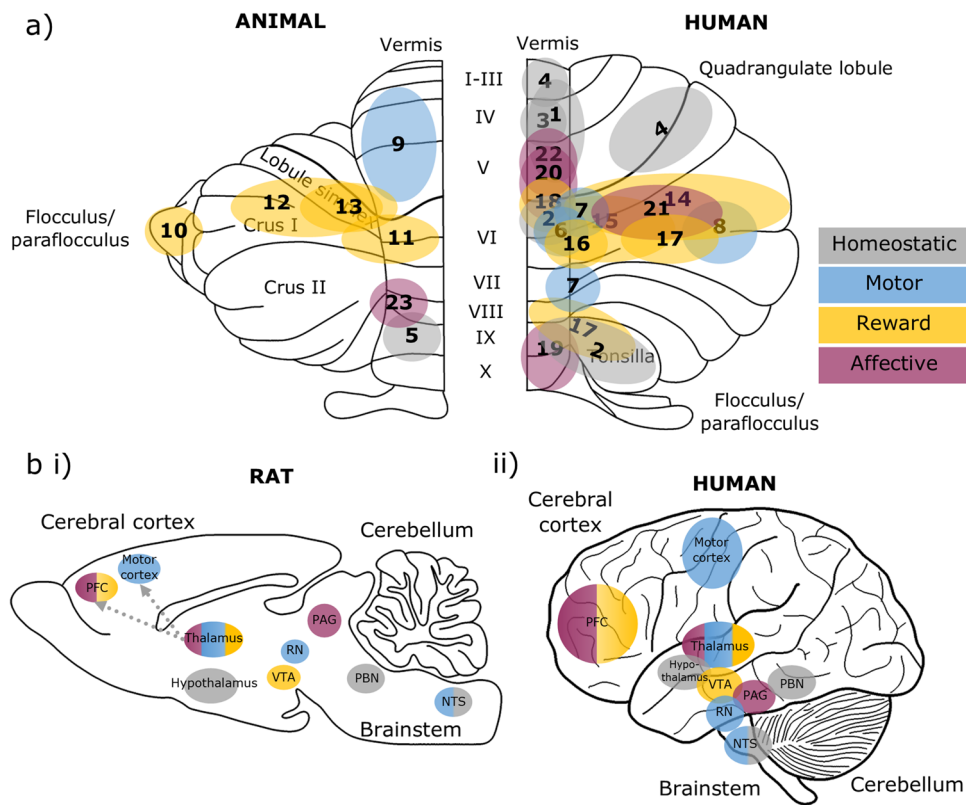 a)
ANIMAL
HUMAN
Vermis
Vermis
Quadrangulate lobule
I-III
IV
V
VI
VII
VIII
IX
X
Lobule simplex
Crus I
Crus II
Flocculus/
paraflocculus
9
12
13
10
11
23
5
4
3
1
4
22
20
18
2
7
6
15
14
21
8
16
17
7
17
2
19
Tonsilla
Flocculus/
paraflocculus
Homeostatic
Motor
Reward
Affective
b i)
RAT
Cerebral cortex
Cerebellum
Motor
cortex
PFC
Thalamus
PAG
RN
Hypothalamus
VTA
PBN
NTS
Brainstem
ii)
HUMAN
Cerebral
cortex
Motor
cortex
PFC
Thalamus
Hypo-
thalamus
VTA
PAG
PBN
RN
NTS
Brainstem
Cerebellum